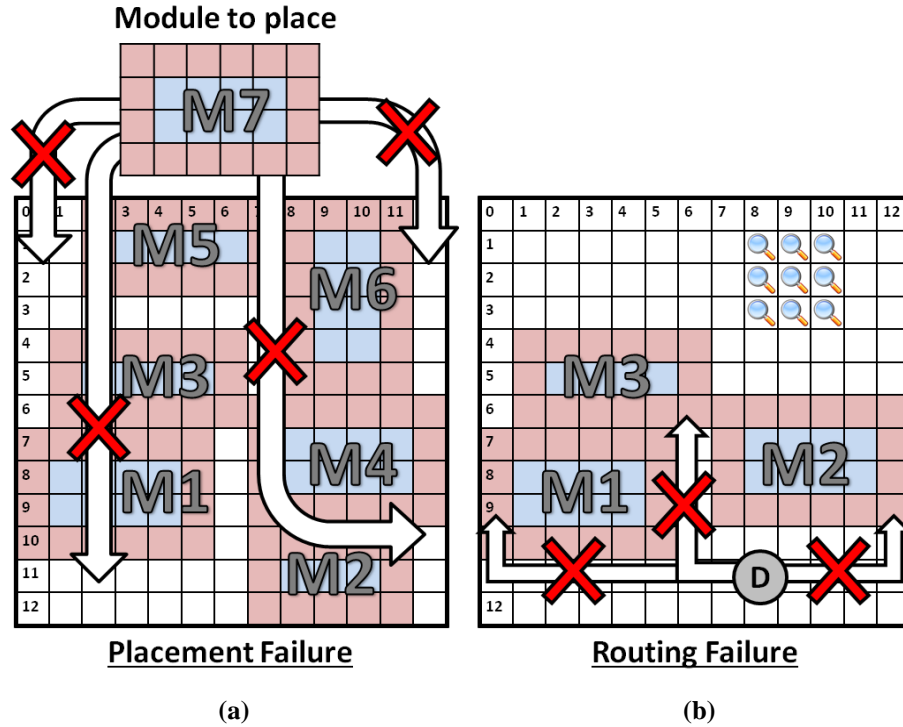 Module to place
M7
0 1 3 4 5 6 7 8 9 10 11
1
M5
2
M6
3
4
M3
5
6
7
M4
8
M1
9
10
11
M2
12
Placement Failure
(a)
0 1 2 3 4 5 6 7 8 9 10 11 12
1
2
3
4
5
M3
6
7
M2
8
M1
9
D
12
Routing Failure
(b)